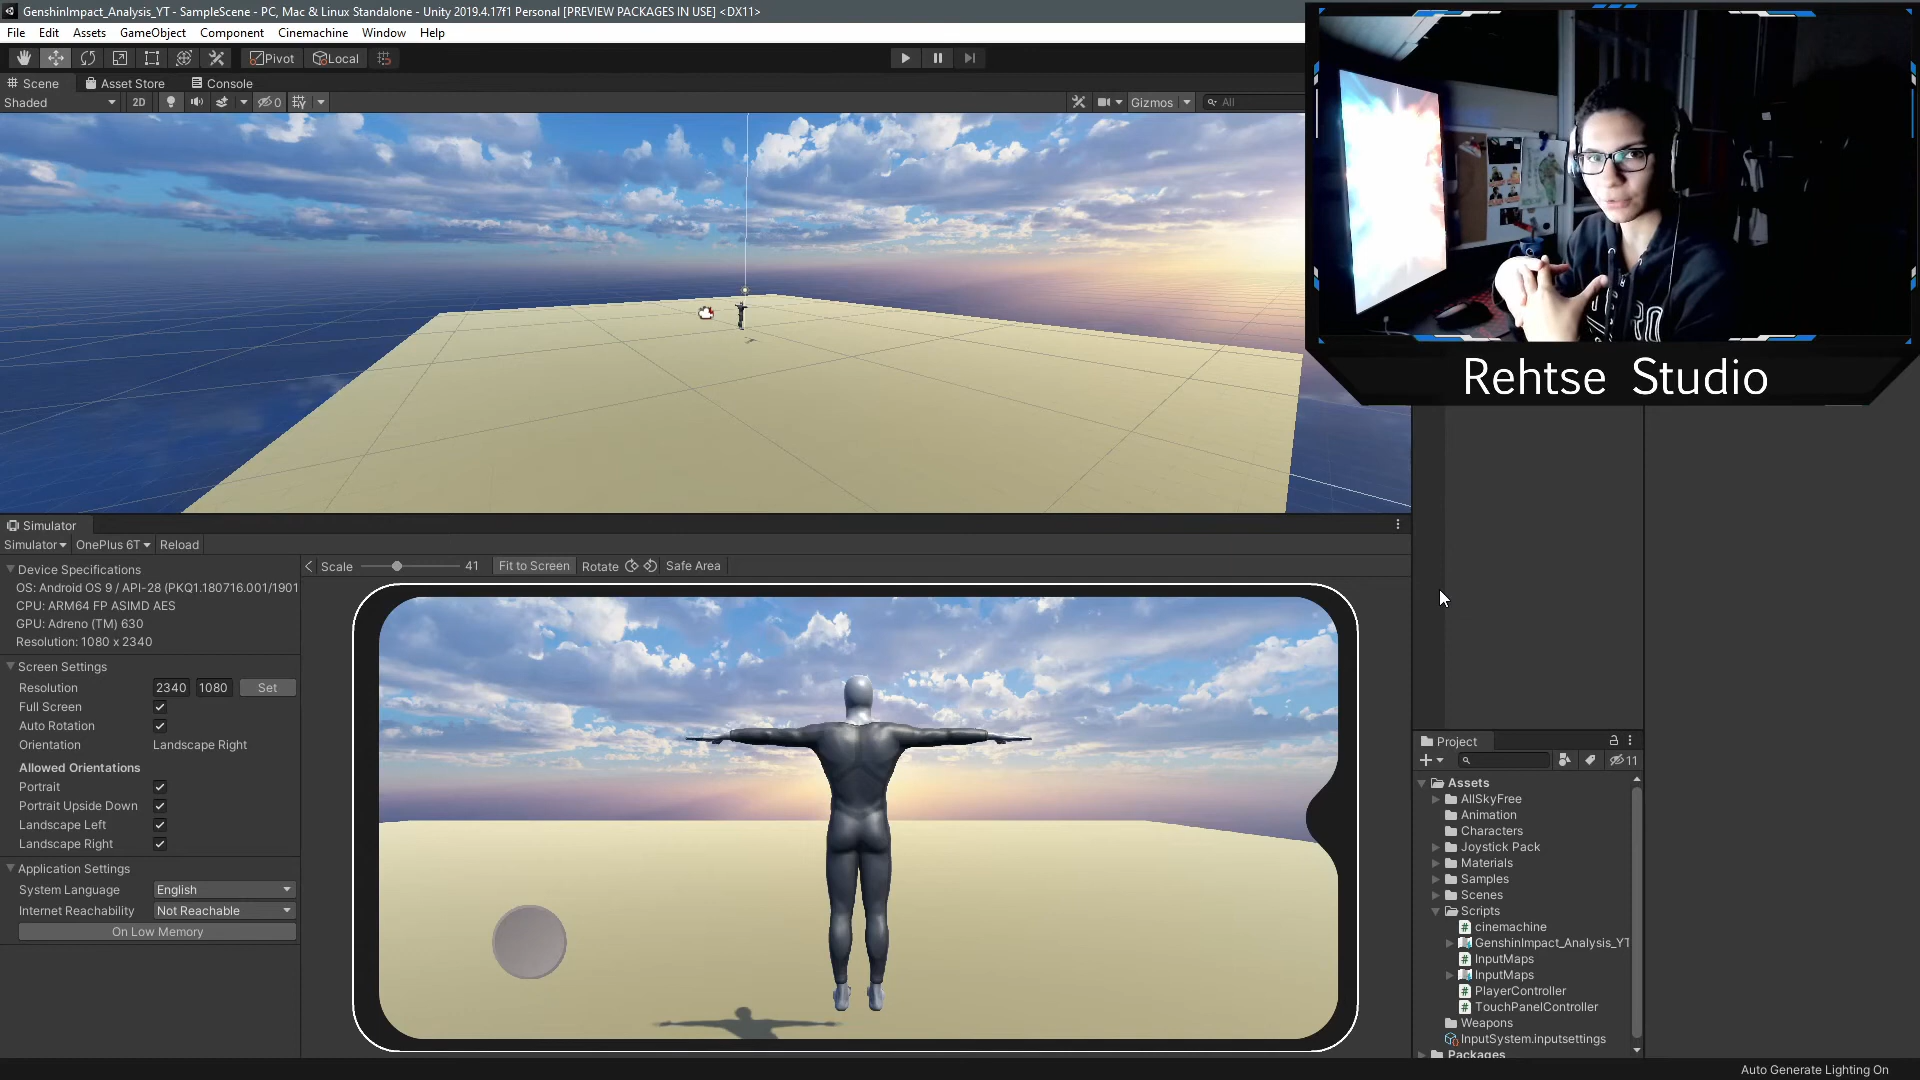 GenshinImpact_Analysis_YT - SampleScene - PC, Mac & Linux Standalone - Unity 2019.4.17f1 Personal [PREVIEW PACKAGES IN USE] <DX11>
File Edit Assets GameObject Component Cinemachine Window Help
Pivot Local
Scene Asset Store Console
Shaded 2D 0 Gizmos All
Rehtse Studio
Simulator
Simulator OnePlus 6T Reload
Scale 41 Fit to Screen Rotate Safe Area
Device Specifications
OS: Android OS 9 / API-28 (PKQ1.180716.001/1901
CPU: ARM64 FP ASIMD AES
GPU: Adreno (TM) 630
Resolution: 1080 x 2340
Screen Settings
Resolution 2340 1080 Set
Full Screen
Auto Rotation
Orientation Landscape Right
Allowed Orientations
Portrait
Portrait Upside Down
Landscape Left
Landscape Right
Application Settings
System Language English
Internet Reachability Not Reachable
On Low Memory
Project
11
Assets
AllSkyFree
Animation
Characters
Joystick Pack
Materials
Samples
Scenes
Scripts
cinemachine
GenshinImpact_Analysis_YT
InputMaps
InputMaps
PlayerController
TouchPanelController
Weapons
InputSystem.inputsettings
Packages
Auto Generate Lighting On